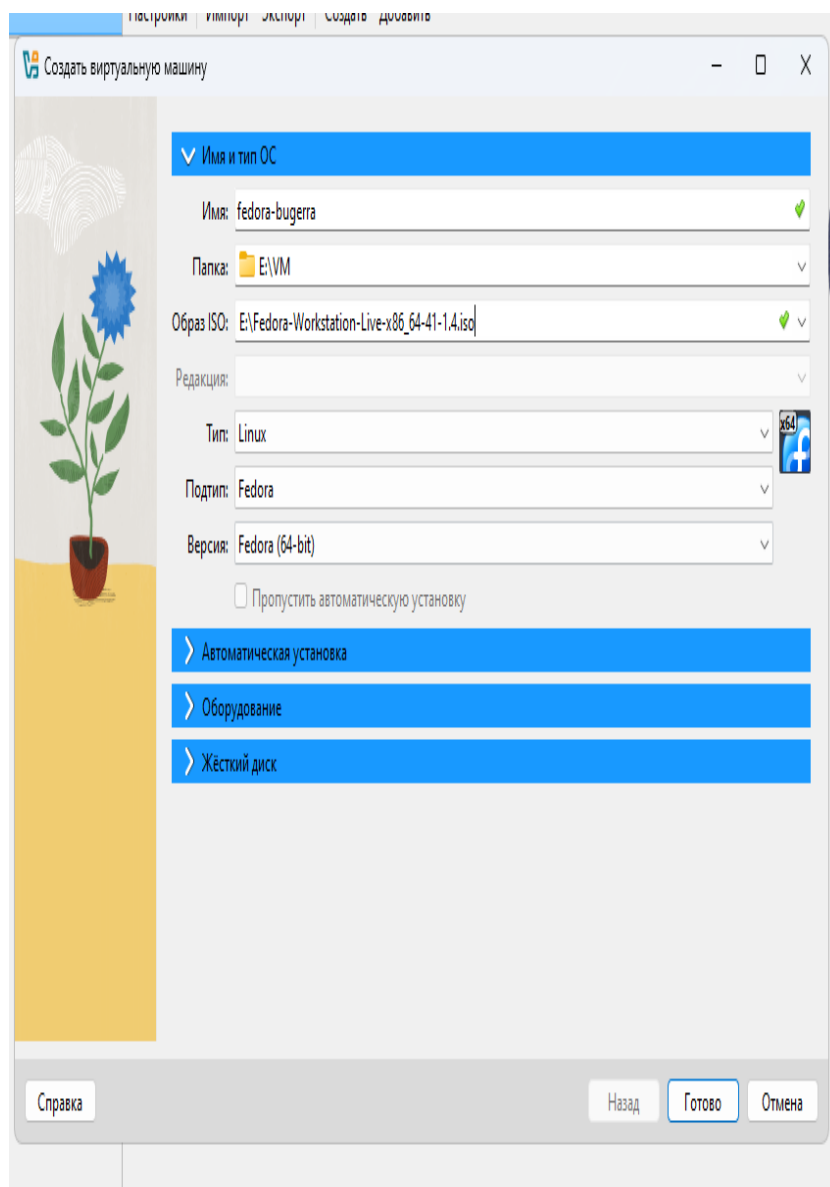 Настройки Импорт Экспорт Создать Добавить
Создать виртуальную машину
Имя и тип ОС
Имя: fedora-bugerra
Папка: E:\VM
Образ ISO: E:\Fedora-Workstation-Live-x86_64-41-1.4.iso
Редакция:
Тип: Linux
x64
Подтип: Fedora
Версия: Fedora (64-bit)
Пропустить автоматическую установку
Автоматическая установка
Оборудование
Жёсткий диск
Справка Назад Готово Отмена